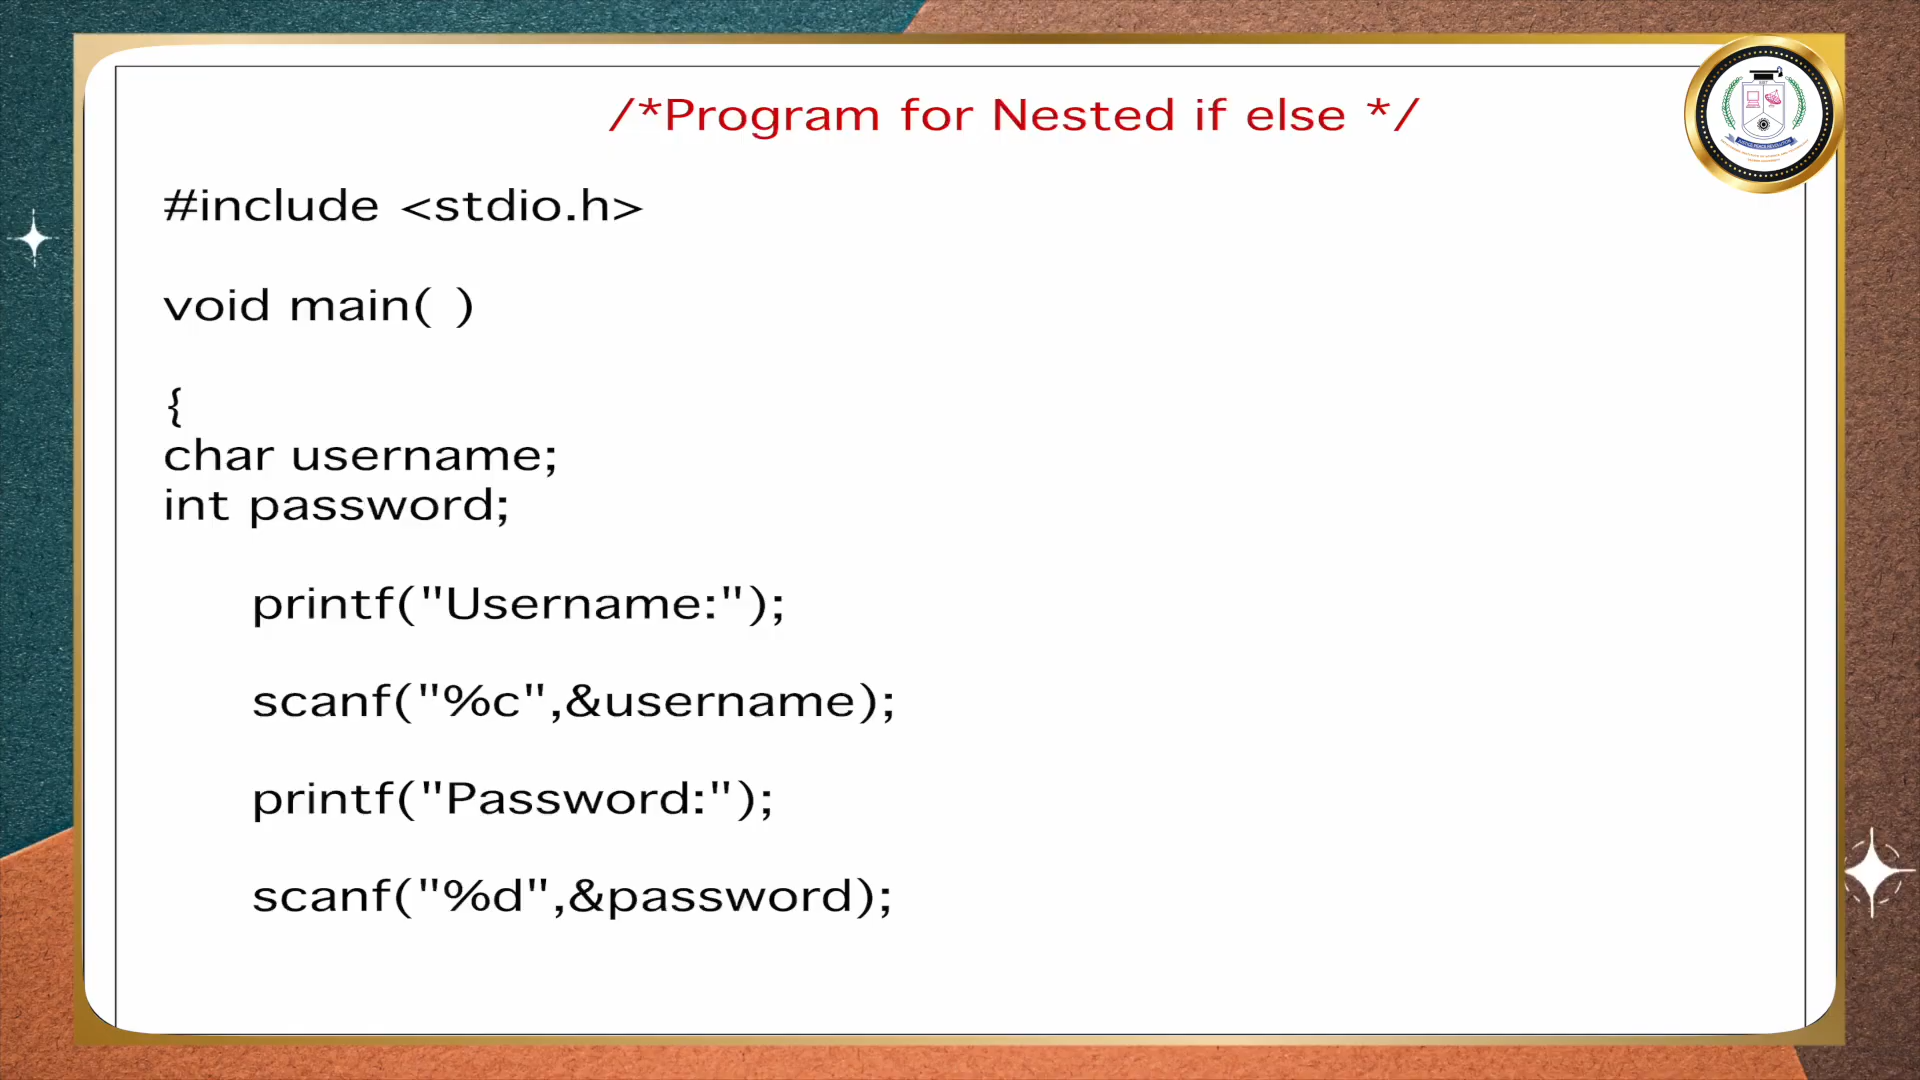 /*Program for Nested if else */
#include <stdio.h>
void main( )
{
char username;
int password;
printf("Username:");
scanf("%c",&username);
printf("Password:");
scanf("%d",&password);